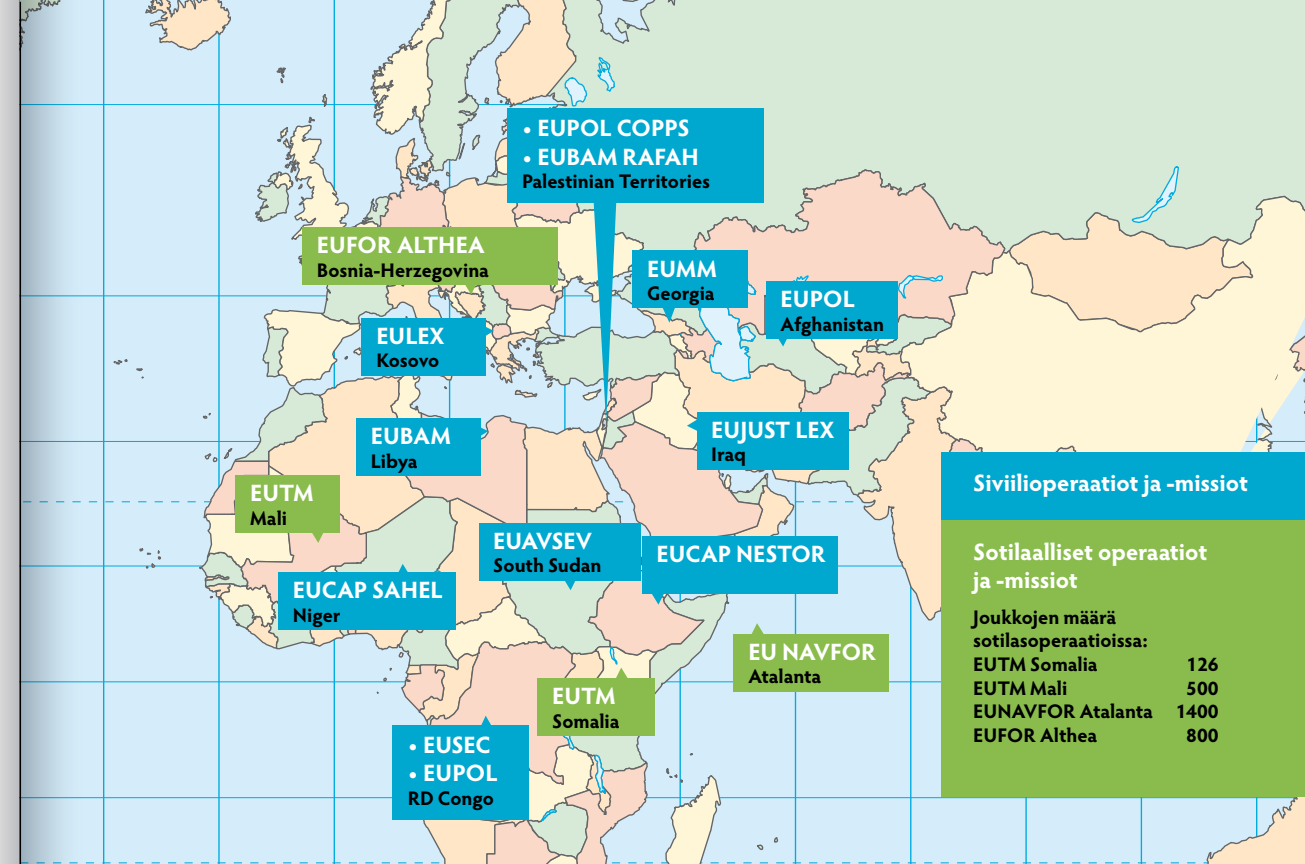 • EUPOL COPPS
• EUBAM RAFAH
Palestinian Territories
EUFOR ALTHEA
Bosnia-Herzegovina
EUMM
Georgia
EUPOL
Afghanistan
EULEX
Kosovo
EUBAM
Libya
EUJUST LEX
Iraq
EUTM
Mali
EUAVSEV
South Sudan
EUCAP NESTOR
EUCAP SAHEL
Niger
EU NAVFOR
Atalanta
EUTM
Somalia
• EUSEC
• EUPOL
RD Congo
Siviilioperaatiot ja -missiot
Sotilaalliset operaatiot
ja -missiot
Joukkojen määrä
sotilasoperaatioissa:
EUTM Somalia 126
EUTM Mali 500
EUNAVFOR Atalanta 1400
EUFOR Althea 800